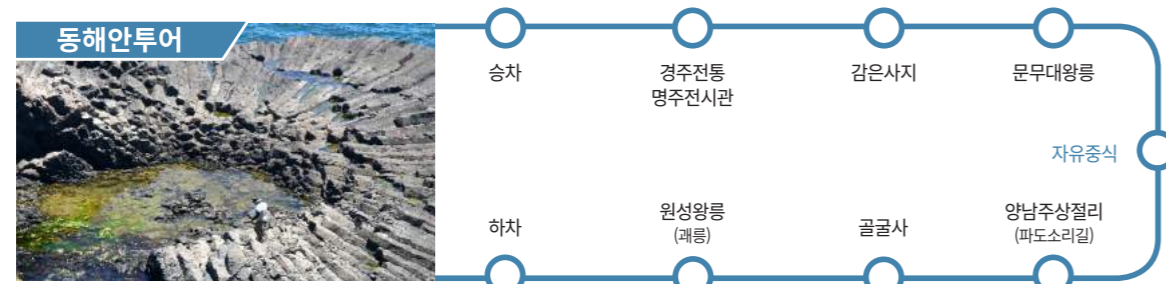 동해안투어
승차
경주전통
명주전시관
감은사지
문무대왕릉
자유중식
양남주상절리
(파도소리길)
골굴사
원성왕릉
(괘릉)
하차